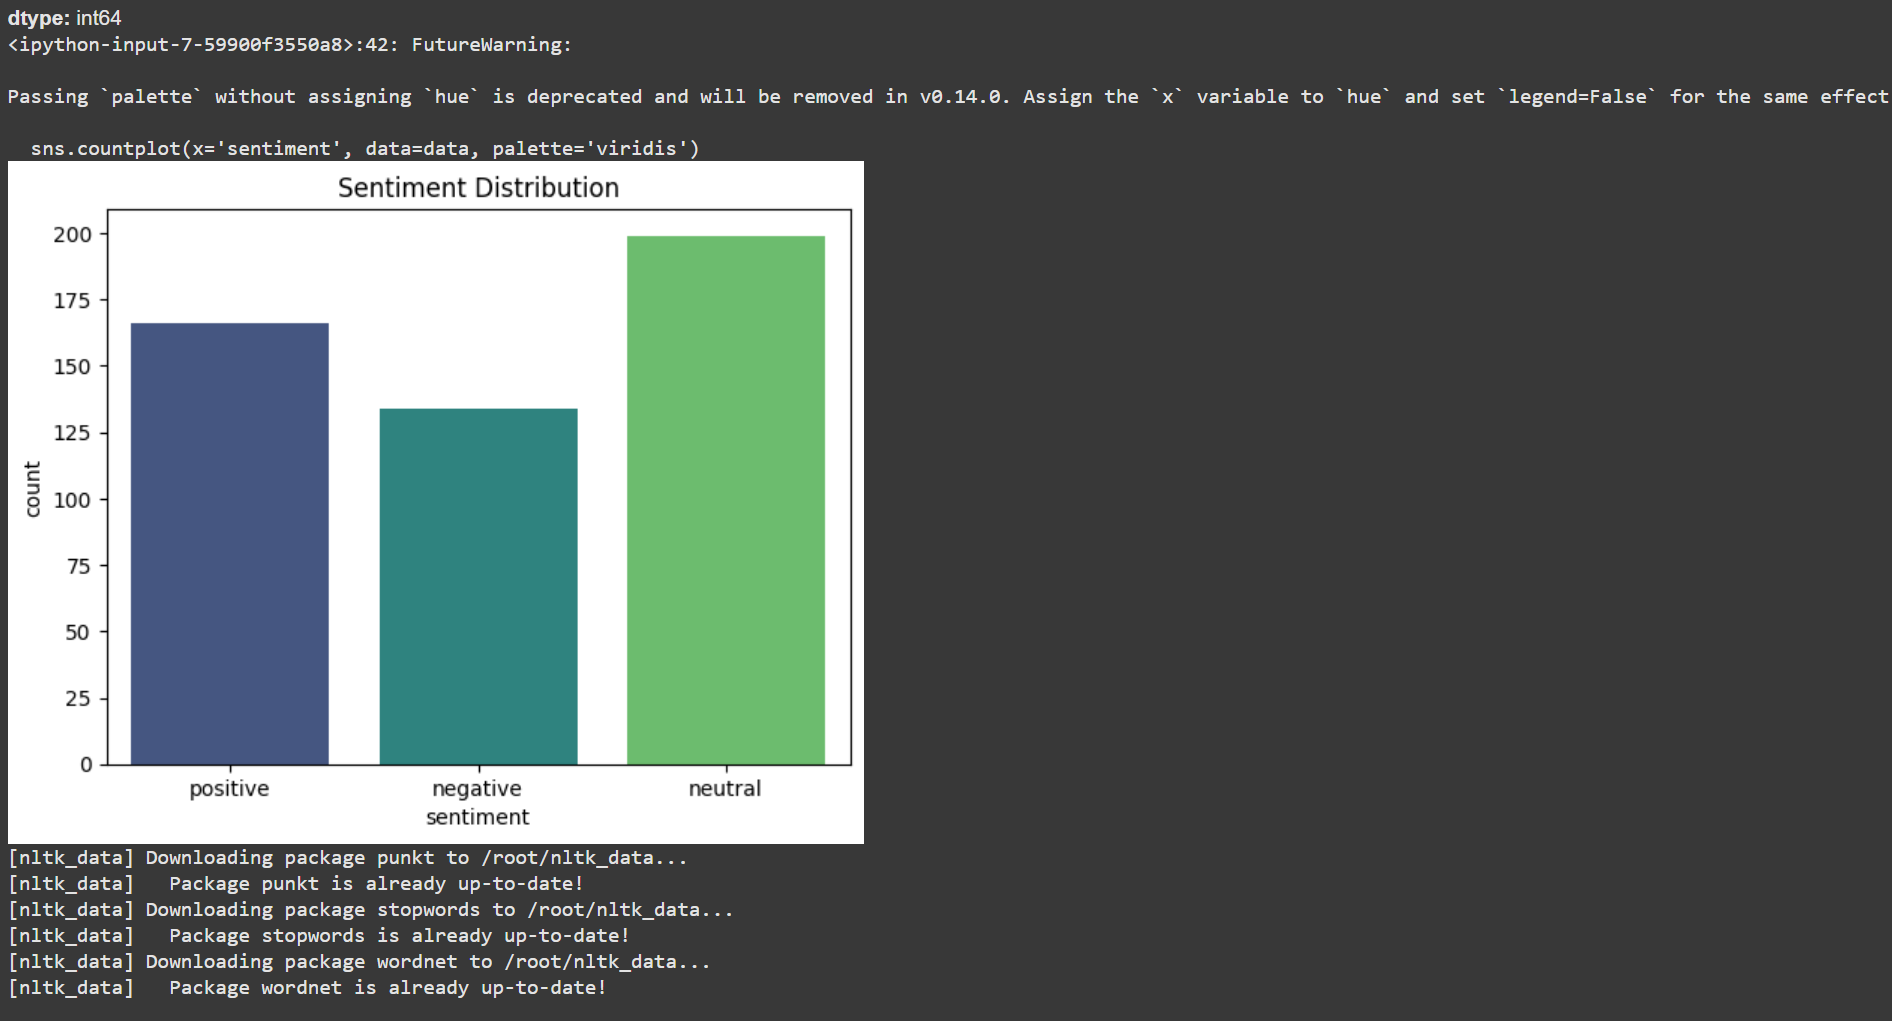 dtype: int64
<ipython-input-7-59900f3550a8>:42: FutureWarning:
Passing `palette` without assigning `hue` is deprecated and will be removed in v0.14.0. Assign the `x` variable to `hue` and set `legend=False` for the same effect
sns.countplot(x='sentiment', data=data, palette='viridis')
Sentiment Distribution
200
175
150
125
100
75
50
25
0
count
positive
negative
neutral
sentiment
[nltk_data] Downloading package punkt to /root/nltk_data...
[nltk_data]   Package punkt is already up-to-date!
[nltk_data] Downloading package stopwords to /root/nltk_data...
[nltk_data]   Package stopwords is already up-to-date!
[nltk_data] Downloading package wordnet to /root/nltk_data...
[nltk_data]   Package wordnet is already up-to-date!